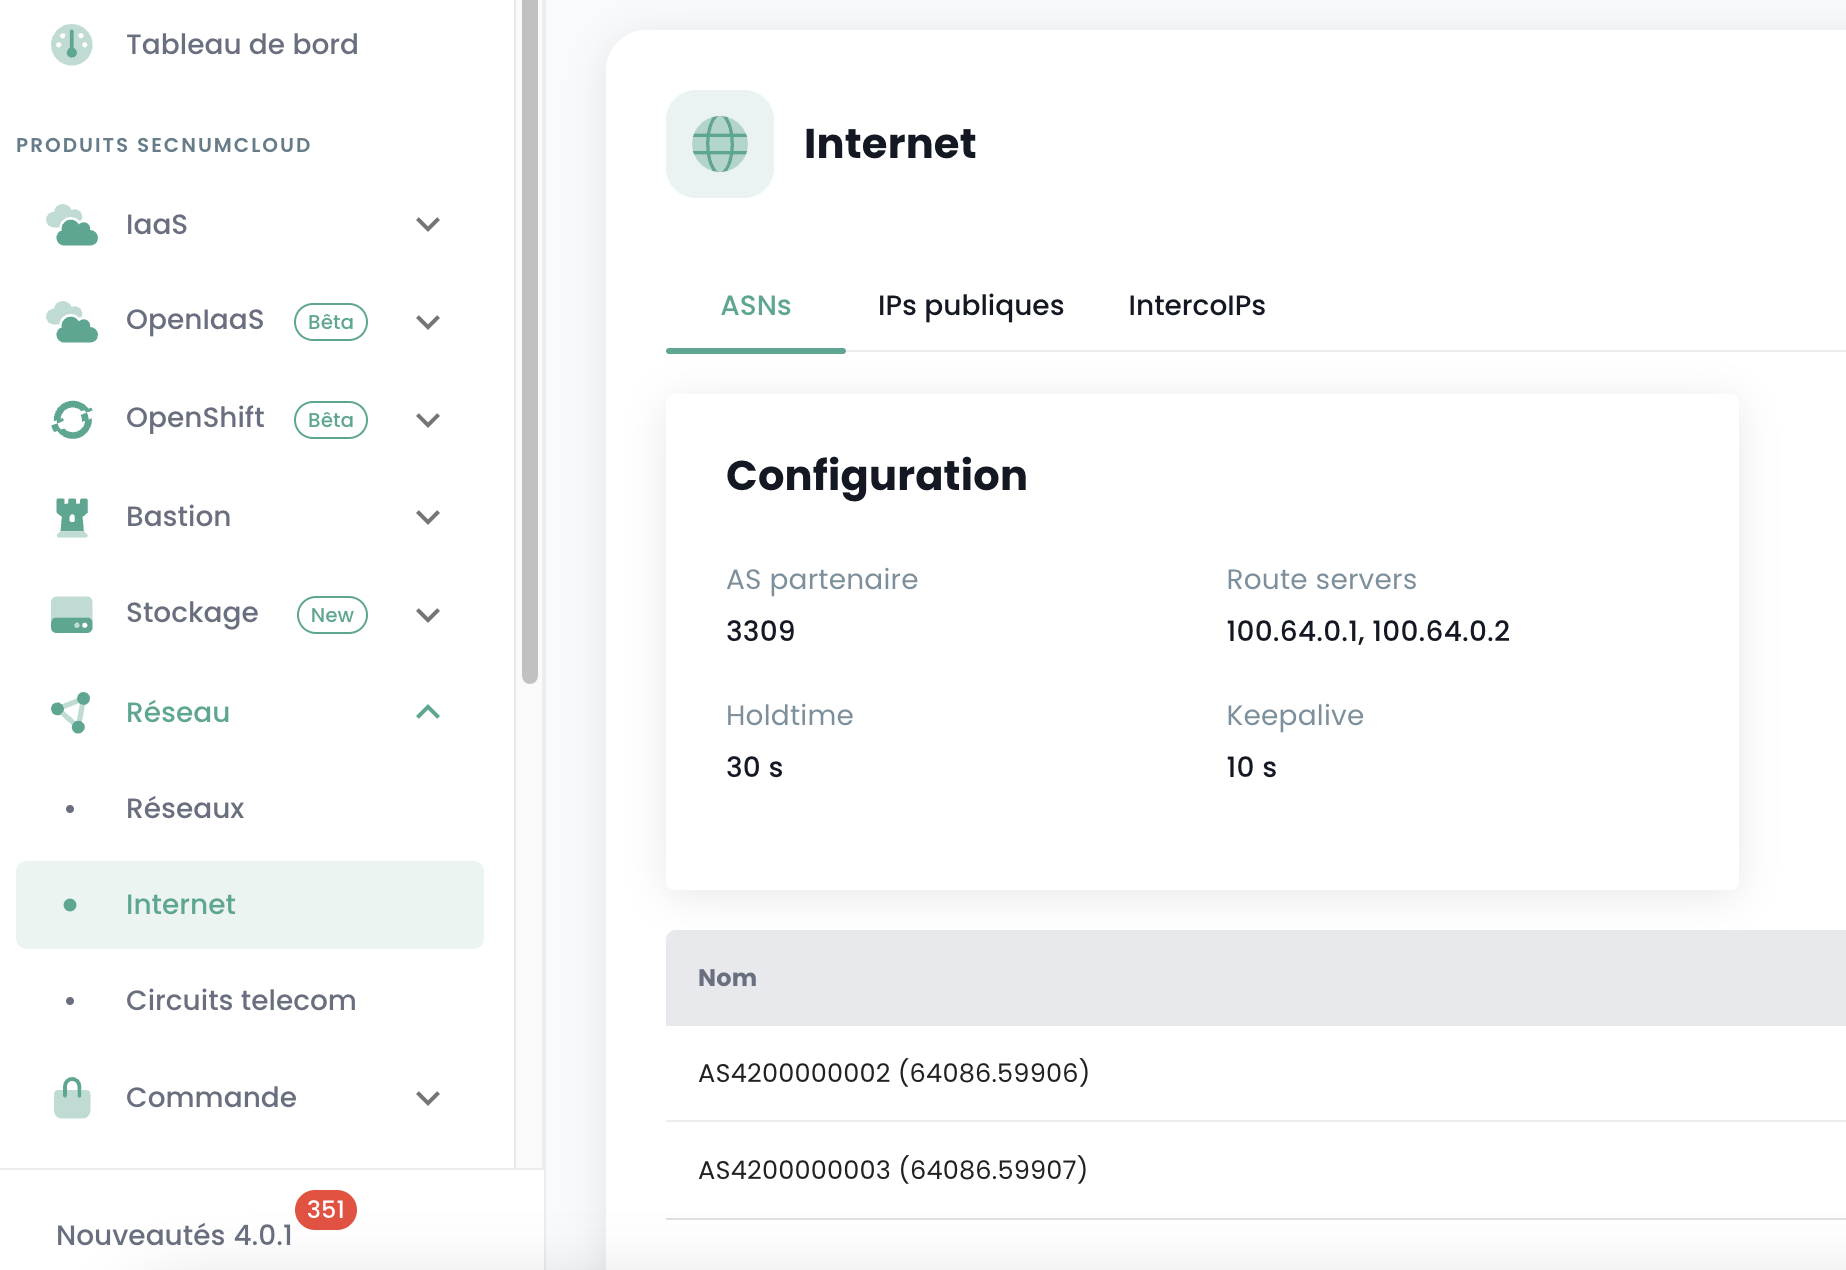 Tableau de bord
PRODUITS SECNUMCLOUD
IaaS
OpenIaaS Bêta
OpenShift Bêta
Bastion
Stockage New
Réseau
Réseaux
Internet
Circuits telecom
Commande
Nouveautés 4.0.1 351
Internet
ASNs IPs publiques IntercoIPs
Configuration
AS partenaire Route servers
3309 100.64.0.1, 100.64.0.2
Holdtime Keepalive
30 s 10 s
Nom
AS4200000002 (64086.59906)
AS4200000003 (64086.59907)